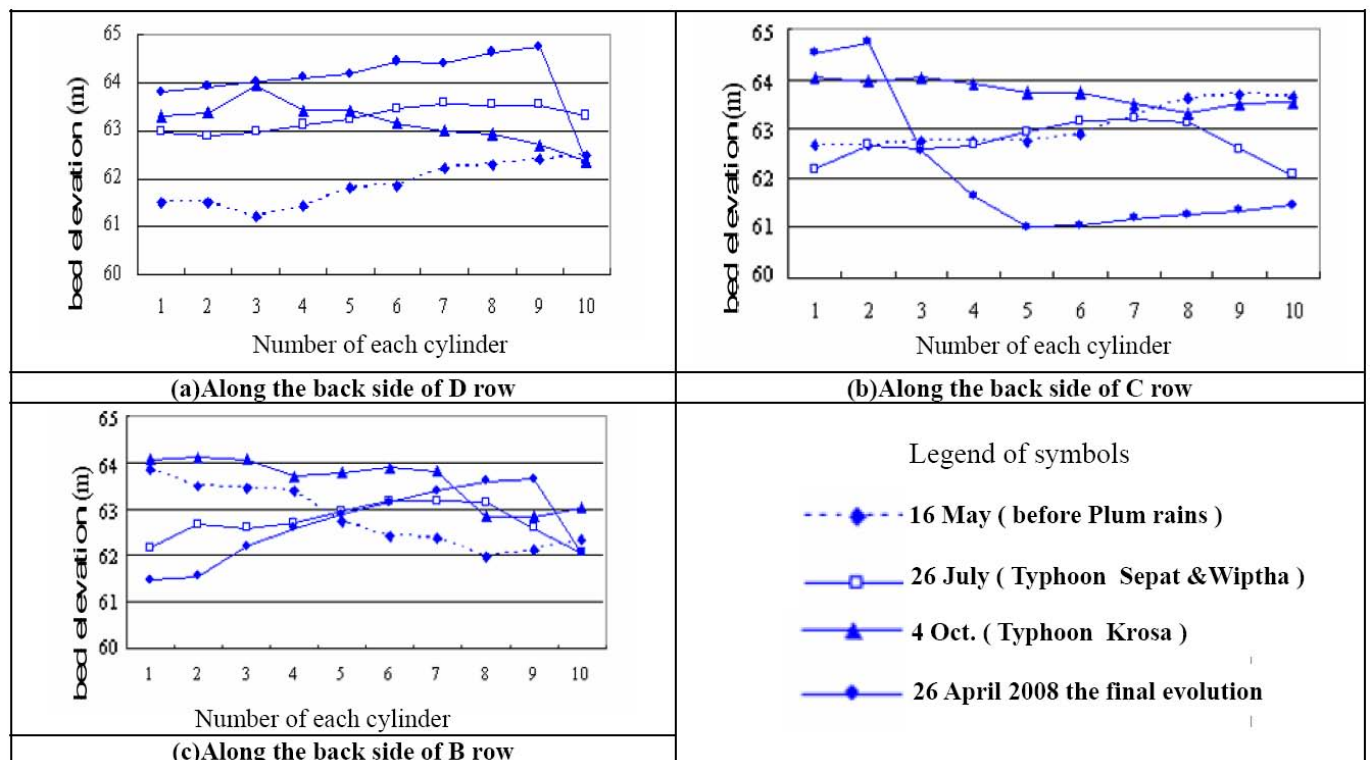 65
64
63
62
61
60
bed elevation (m)
1 2 3 4 5 6 7 8 9 10
Number of each cylinder
(a)Along the back side of D row
65
64
63
62
61
60
bed elevation(m)
1 2 3 4 5 6 7 8 9 10
Number of each cylinder
(b)Along the back side of C row
65
64
63
62
61
60
bed elevation (m)
1 2 3 4 5 6 7 8 9 10
Number of each cylinder
(c)Along the back side of B row
Legend of symbols
16 May ( before Plum rains )
26 July ( Typhoon Sepat &Wiptha )
4 Oct. ( Typhoon Krosa )
26 April 2008 the final evolution